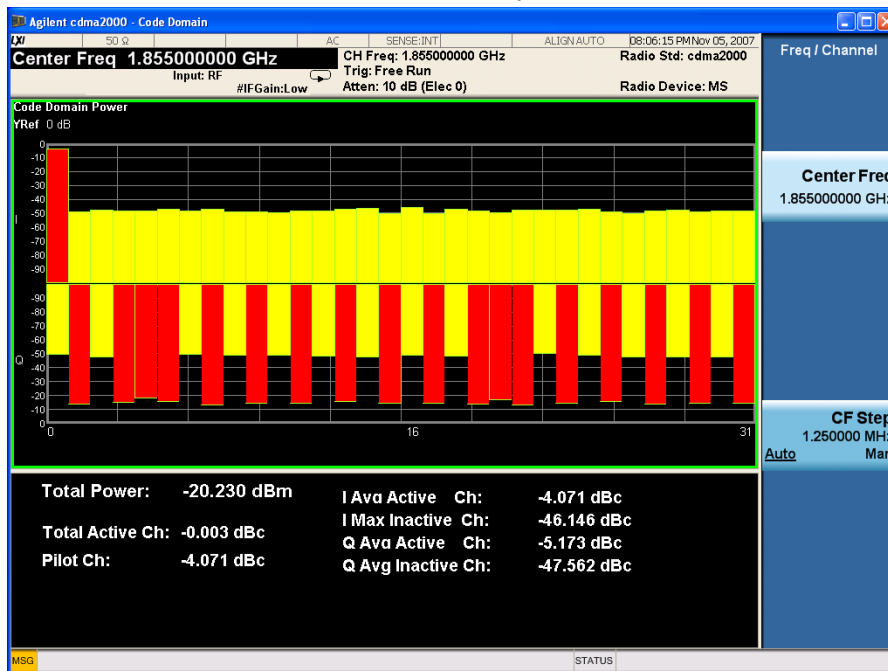 Agilent cdma2000 - Code Domain
LXI 50 Ω AC SENSE:INT ALIGN AUTO 08:06:15 PM Nov 05, 2007
Center Freq 1.855000000 GHz
Input: RF
#IFGain:Low
CH Freq: 1.855000000 GHz
Trig: Free Run
Atten: 10 dB (Elec 0)
Radio Std: cdma2000
Radio Device: MS
Freq / Channel
Code Domain Power
YRef 0 dB
0
-10
-20
-30
-40
-50
-60
-70
-80
-90
I
-90
-80
-70
-60
-50
-40
-30
-20
-10
0
Q
0 16 31
Center Freq
1.855000000 GHz
CF Step
1.250000 MHz
Auto Man
Total Power: -20.230 dBm
Total Active Ch: -0.003 dBc
Pilot Ch: -4.071 dBc
I Avg Active Ch: -4.071 dBc
I Max Inactive Ch: -46.146 dBc
Q Avg Active Ch: -5.173 dBc
Q Avg Inactive Ch: -47.562 dBc
MSG STATUS